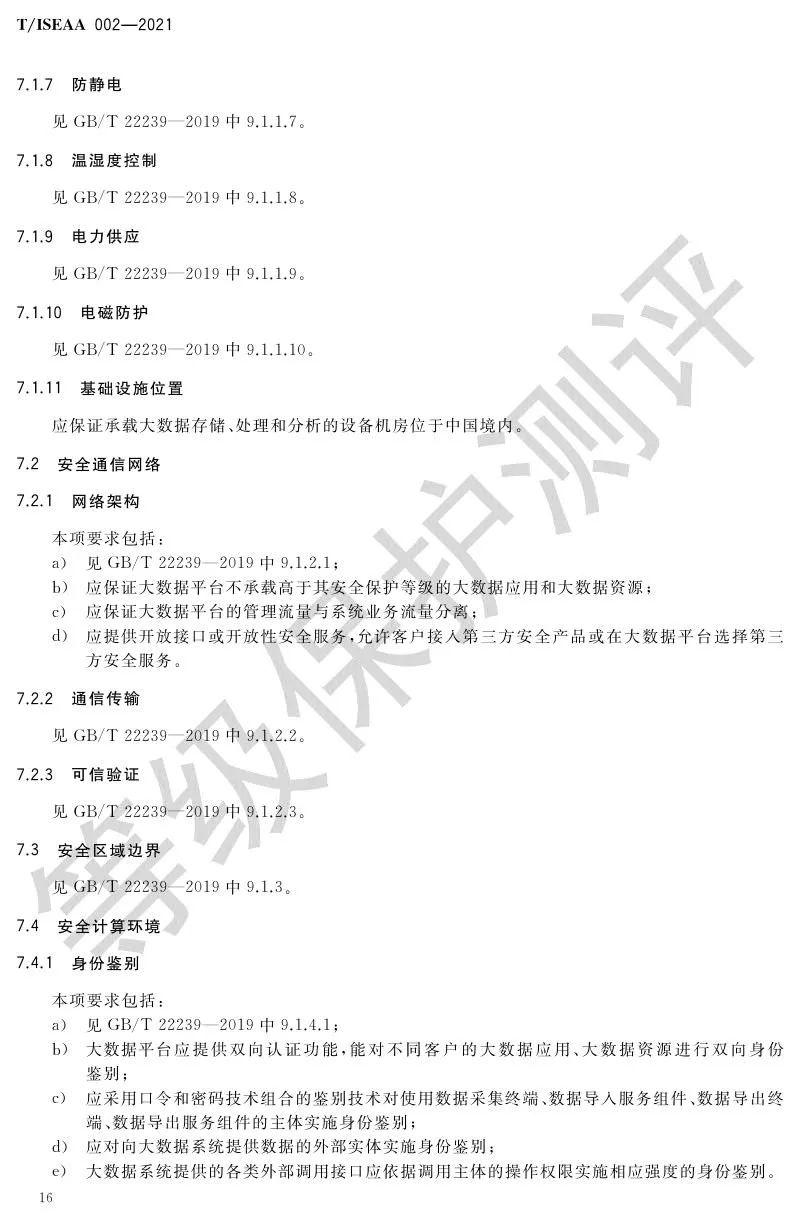 T/ISEAA 002—2021
7.1.7 防静电
见 GB/T 22239—2019 中 9.1.1.7。
7.1.8 温湿度控制
见 GB/T 22239—2019 中 9.1.1.8。
7.1.9 电力供应
见 GB/T 22239—2019 中 9.1.1.9。
7.1.10 电磁防护
见 GB/T 22239—2019 中 9.1.1.10。
7.1.11 基础设施位置
应保证承载大数据存储、处理和分析的设备机房位于中国境内。
7.2 安全通信网络
7.2.1 网络架构
本项要求包括:
a) 见 GB/T 22239—2019 中 9.1.2.1;
b) 应保证大数据平台不承载高于其安全保护等级的大数据应用和大数据资源;
c) 应保证大数据平台的管理流量与系统业务流量分离;
d) 应提供开放接口或开放性安全服务,允许客户接入第三方安全产品或在大数据平台选择第三
方安全服务。
7.2.2 通信传输
见 GB/T 22239—2019 中 9.1.2.2。
7.2.3 可信验证
见 GB/T 22239—2019 中 9.1.2.3。
7.3 安全区域边界
见 GB/T 22239—2019 中 9.1.3。
7.4 安全计算环境
7.4.1 身份鉴别
本项要求包括:
a) 见 GB/T 22239—2019 中 9.1.4.1;
b) 大数据平台应提供双向认证功能,能对不同客户的大数据应用、大数据资源进行双向身份
鉴别;
c) 应采用口令和密码技术组合的鉴别技术对使用数据采集终端、数据导入服务组件、数据导出终
端、数据导出服务组件的主体实施身份鉴别;
d) 应对向大数据系统提供数据的外部实体实施身份鉴别;
e) 大数据系统提供的各类外部调用接口应依据调用主体的操作权限实施相应强度的身份鉴别。
16
等级保护测评